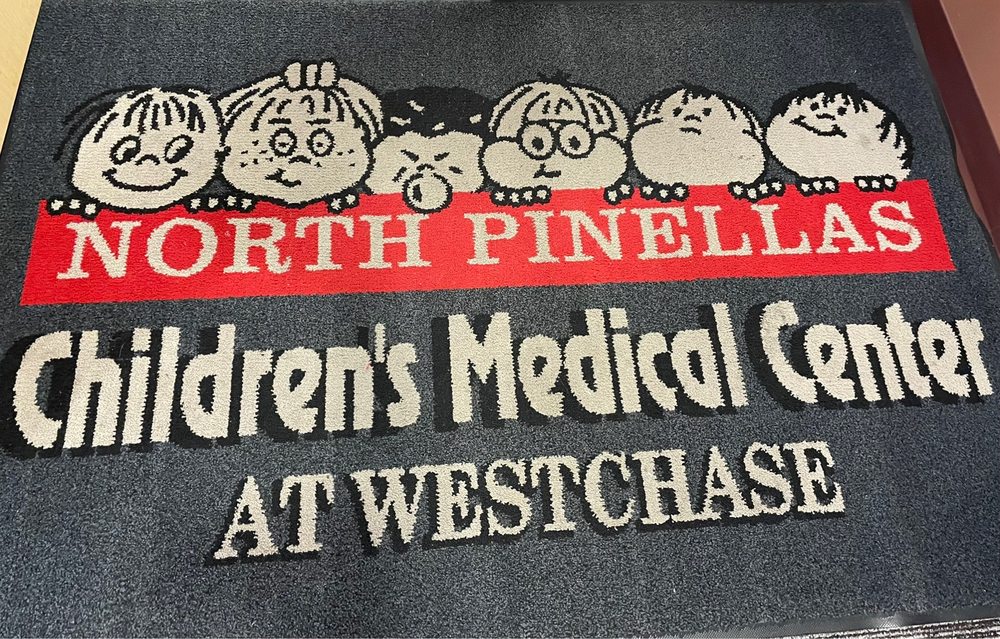 NORTH PINELLAS
Children's Medical Center
AT WESTCHASE